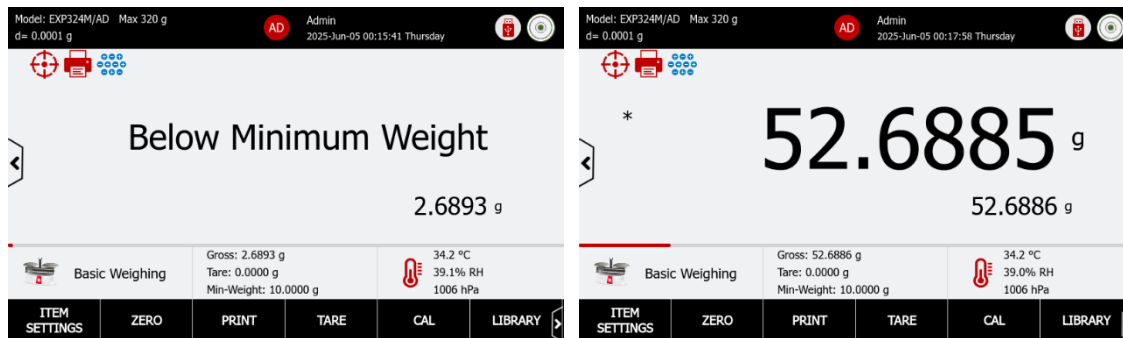 Model: EXP324M/AD Max 320 g
d= 0.0001 g
AD
Admin
2025-Jun-05 00:15:41 Thursday
Below Minimum Weight
2.6893 g
Basic Weighing
Gross: 2.6893 g
Tare: 0.0000 g
Min-Weight: 10.0000 g
34.2 °C
39.1% RH
1006 hPa
ITEM SETTINGS
ZERO
PRINT
TARE
CAL
LIBRARY
Model: EXP324M/AD Max 320 g
d= 0.0001 g
AD
Admin
2025-Jun-05 00:17:58 Thursday
*
52.6885 g
52.6886 g
Basic Weighing
Gross: 52.6886 g
Tare: 0.0000 g
Min-Weight: 10.0000 g
34.2 °C
39.0% RH
1006 hPa
ITEM SETTINGS
ZERO
PRINT
TARE
CAL
LIBRARY